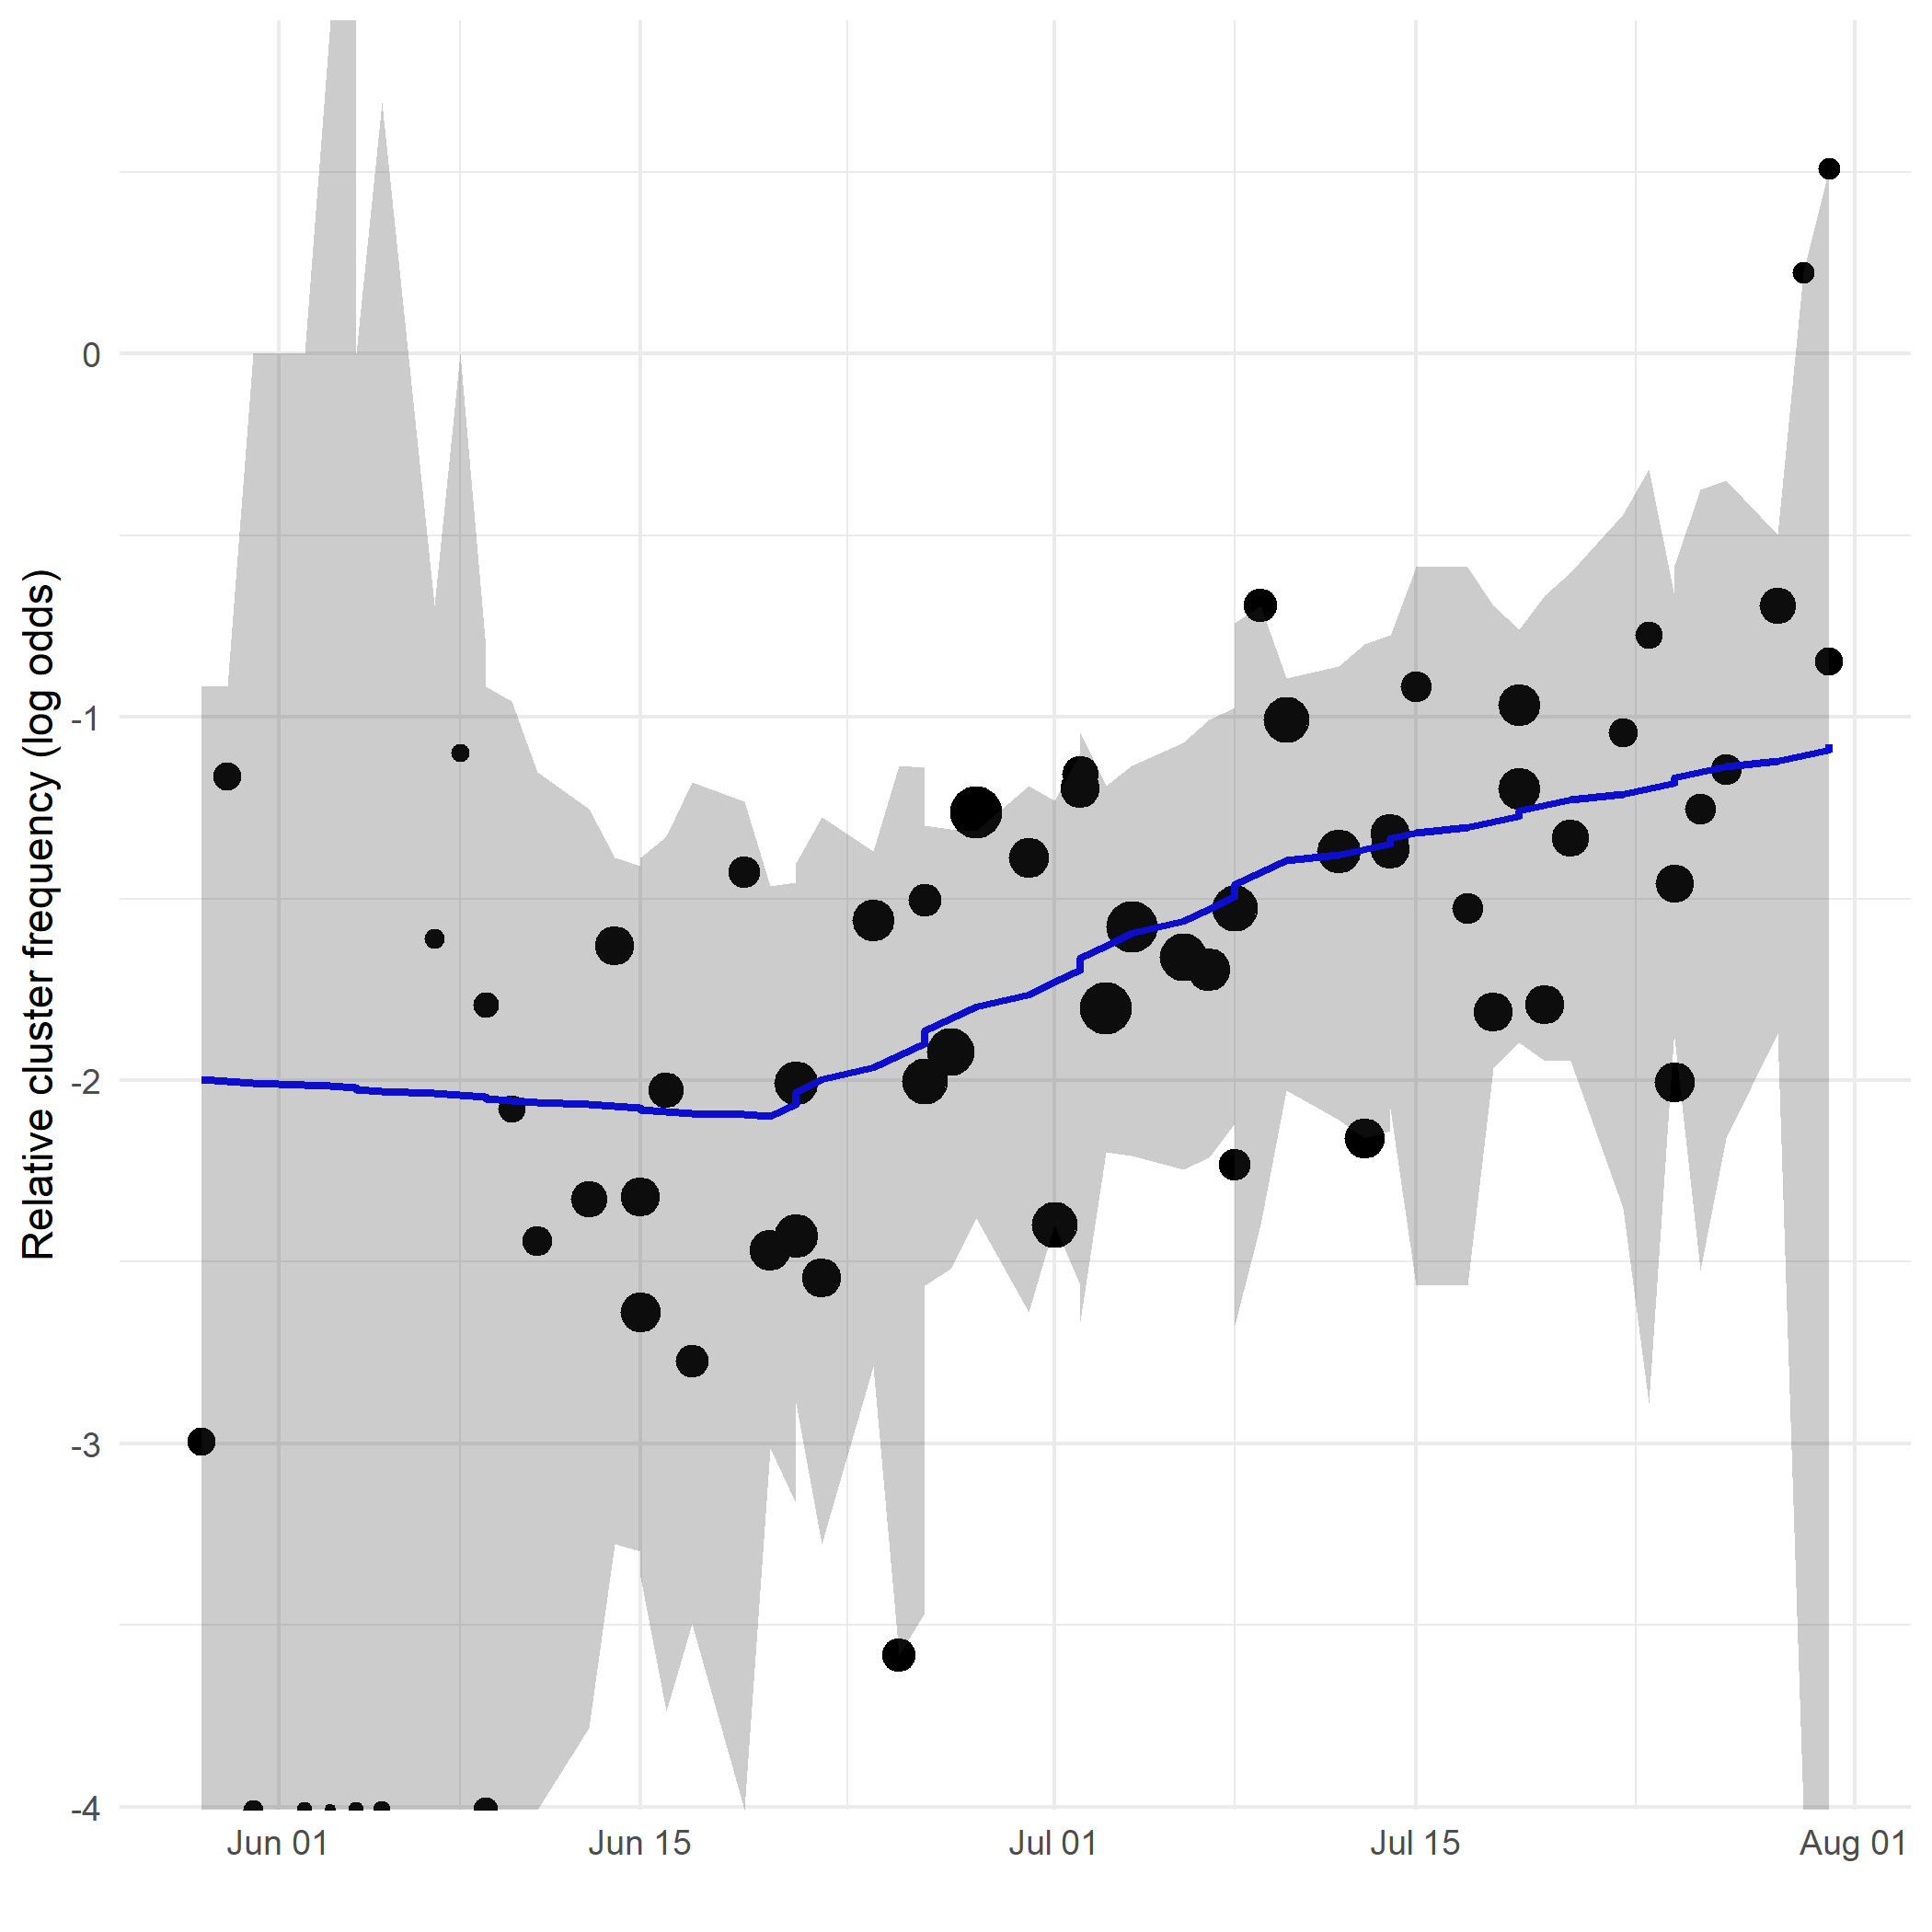 Relative cluster frequency (log odds)
0
-1
-2
-3
-4
Jun 01
Jun 15
Jul 01
Jul 15
Aug 01